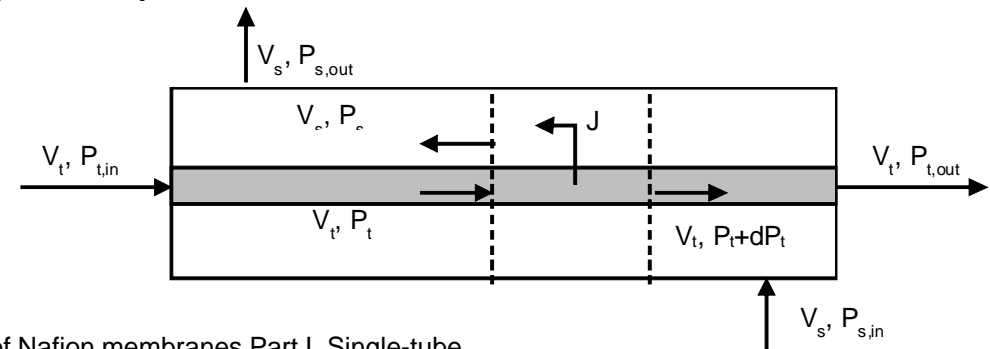 Vs, Ps,out
Vs, Ps
J
Vt, Pt,in
Vt, Pt,out
Vt, Pt
Vt, Pt+dPt
Vs, Ps,in
of Nafion membranes Part I. Single-tube